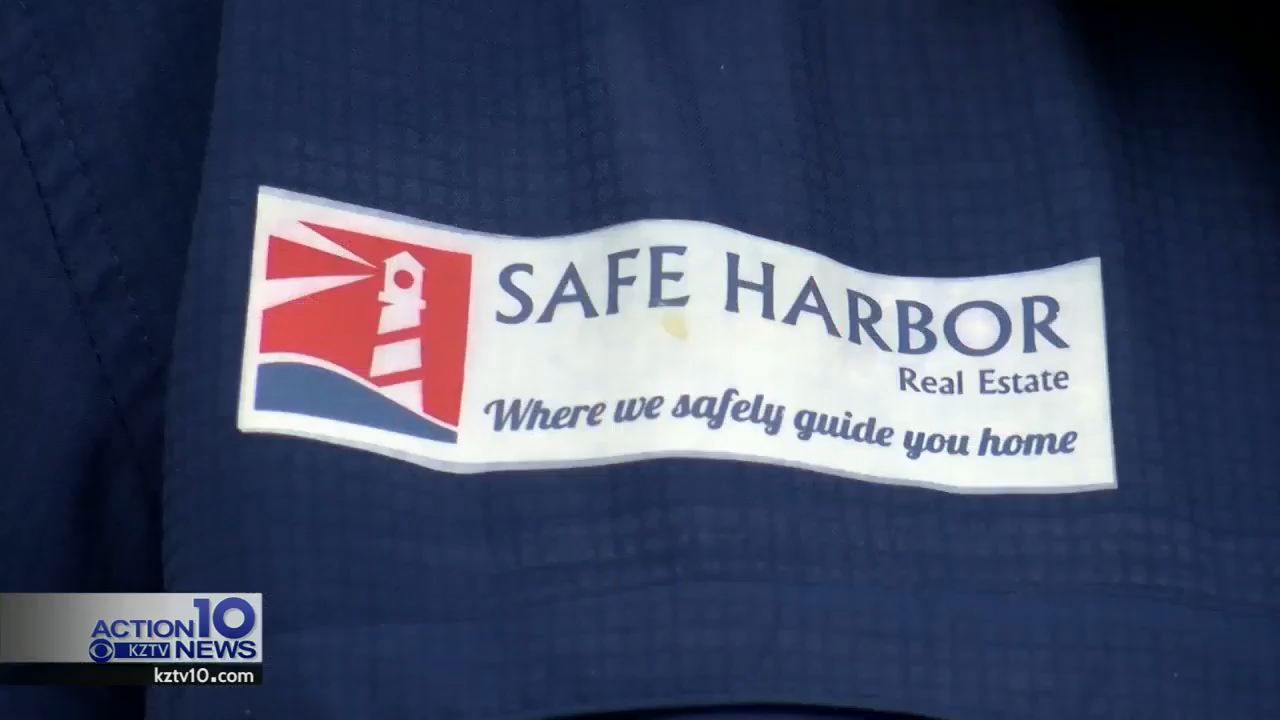 SAFE HARBOR
Real Estate
Where we safely guide you home
ACTION 10
KZTV NEWS
kztv10.com